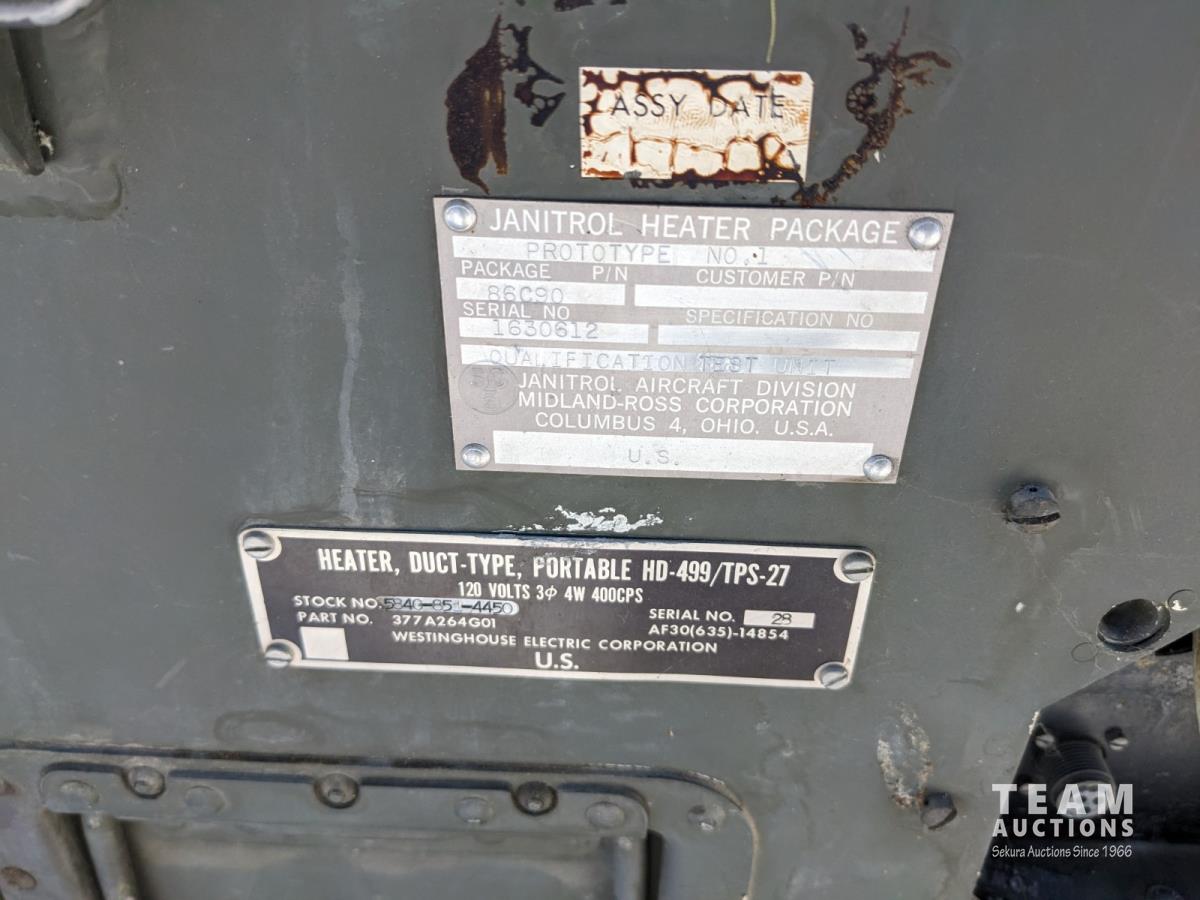 ASSY DATE
JANITROL HEATER PACKAGE
PROTOTYPE NO.1
PACKAGE P/N CUSTOMER P/N
86C90
SERIAL NO SPECIFICATION NO
1630612
QUALIFICATION TEST UNIT
JANITROL AIRCRAFT DIVISION
MIDLAND-ROSS CORPORATION
COLUMBUS 4, OHIO. U.S.A.
U.S.
HEATER, DUCT-TYPE, PORTABLE HD-499/TPS-27
120 VOLTS 3ϕ 4W 400CPS
STOCK NO. 5840-851-4450
SERIAL NO. 28
PART NO. 377A264G01
AF30(635)-14854
WESTINGHOUSE ELECTRIC CORPORATION
U.S.
TEAM
AUCTIONS
Sekura Auctions Since 1966